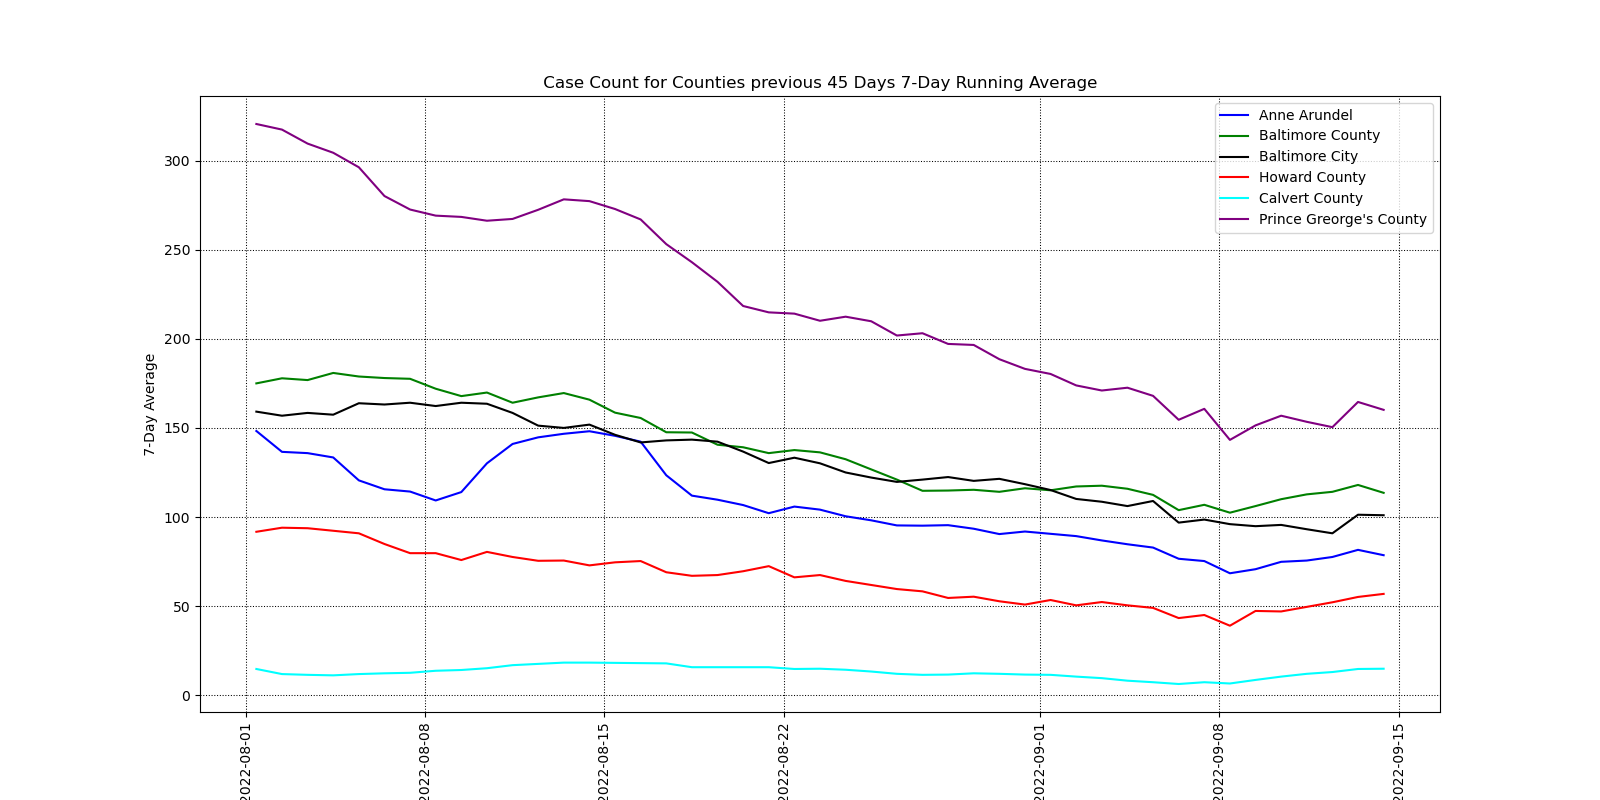 Case Count for Counties previous 45 Days 7-Day Running Average
Anne Arundel
Baltimore County
Baltimore City
Howard County
Calvert County
Prince Greorge's County
7-Day Average
300
250
200
150
100
50
0
2022-08-01
2022-08-08
2022-08-15
2022-08-22
2022-09-01
2022-09-08
2022-09-15